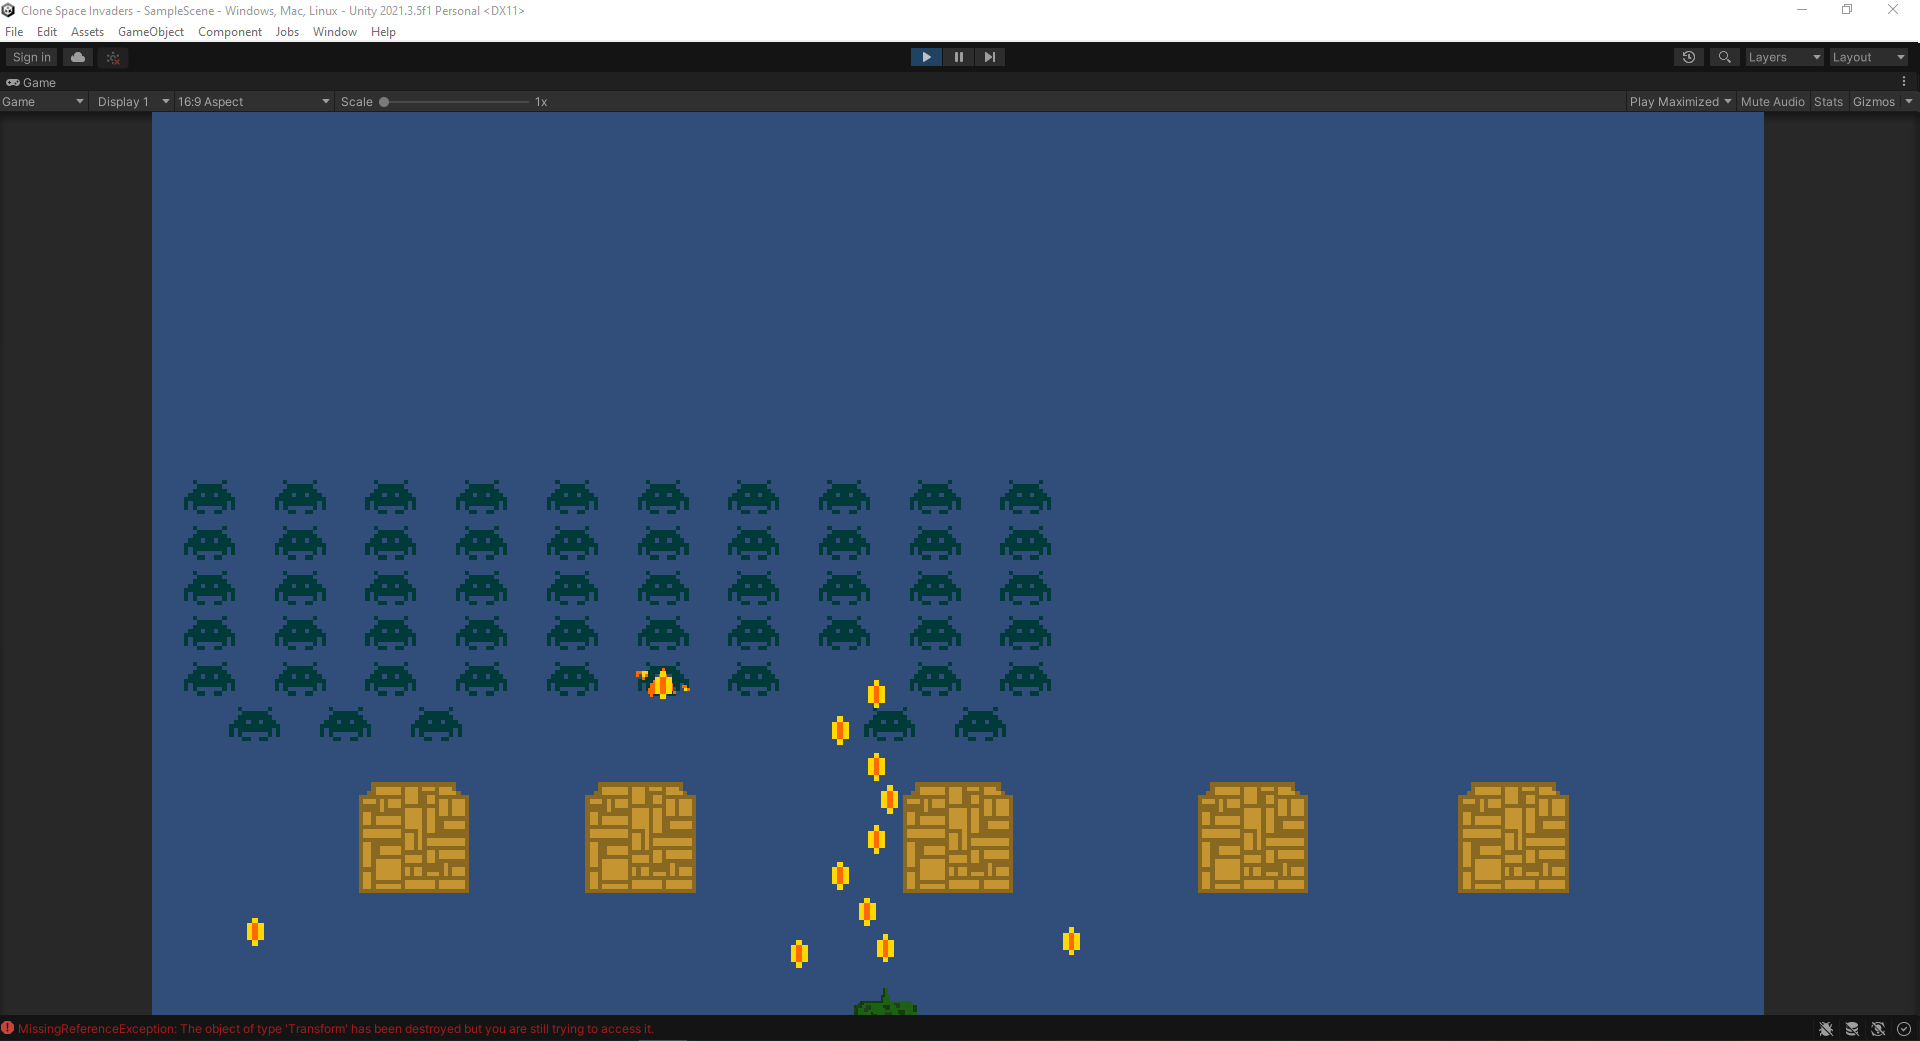 Clone Space Invaders - SampleScene - Windows, Mac, Linux - Unity 2021.3.5f1 Personal <DX11>
File Edit Assets GameObject Component Jobs Window Help
Sign in Layers Layout
Game
Game Display 1 16:9 Aspect Scale 1x Play Maximized Mute Audio Stats Gizmos
MissingReferenceException: The object of type 'Transform' has been destroyed but you are still trying to access it.